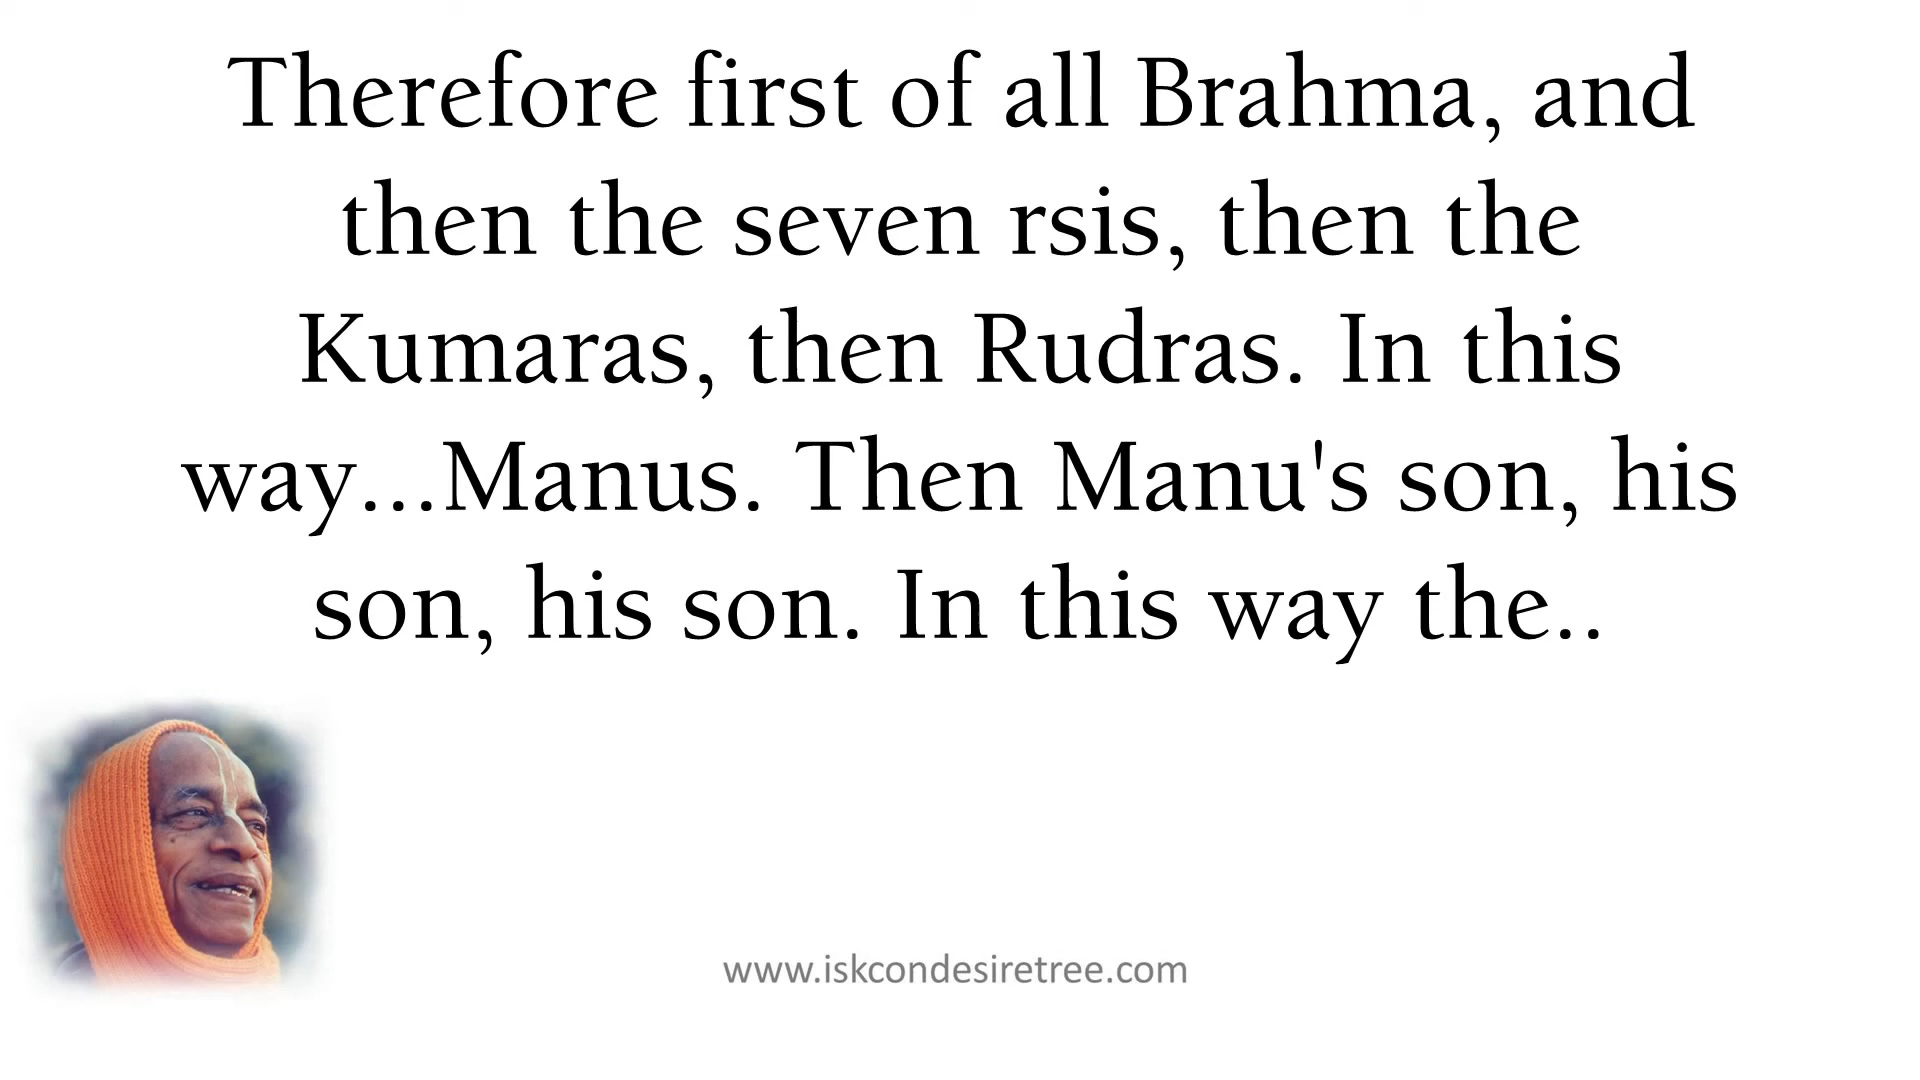 Therefore first of all Brahma, and
then the seven rsis, then the
Kumaras, then Rudras. In this
way...Manus. Then Manu's son, his
son, his son. In this way the..
www.iskcondesiretree.com